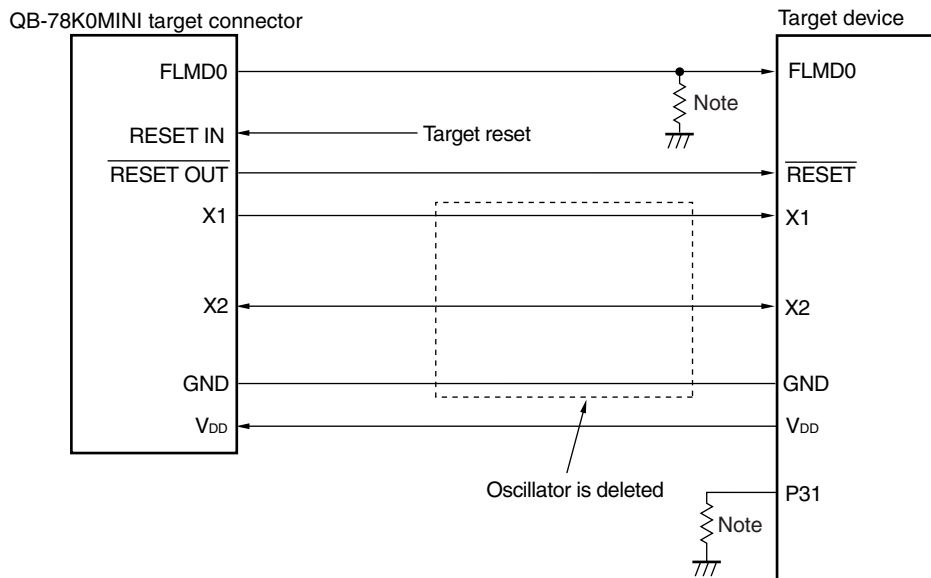 QB-78K0MINI target connector
Target device
FLMD0
FLMD0
Note
RESET IN
Target reset
RESET OUT
RESET
X1
X1
X2
X2
GND
GND
VDD
VDD
Oscillator is deleted
P31
Note